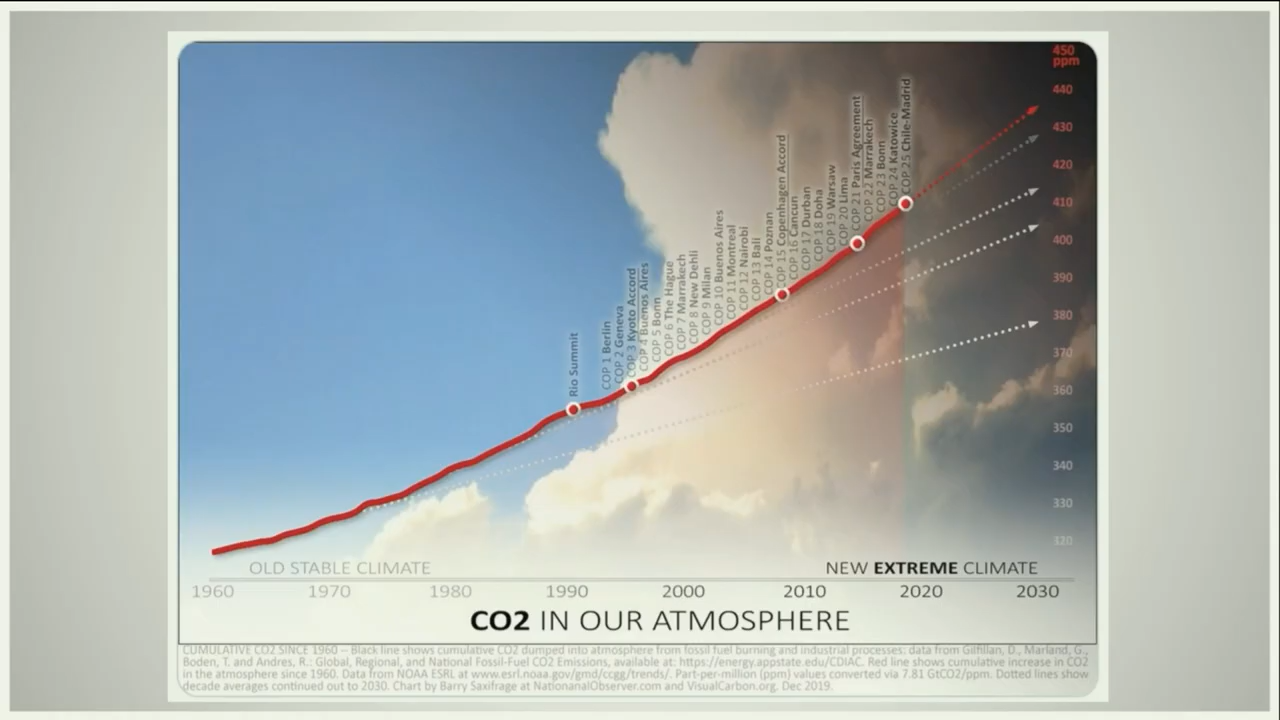 450
ppm
440
430
420
410
400
390
380
370
360
350
340
330
320
Rio Summit
COP 1 Berlin
COP 2 Geneva
COP 3 Kyoto Accord
COP 4 Buenos Aires
COP 5 Bonn
COP 6 The Hague
COP 7 Marrakech
COP 8 New Dehli
COP 9 Milan
COP 10 Buenos Aires
COP 11 Montreal
COP 12 Nairobi
COP 13 Bali
COP 14 Poznan
COP 15 Copenhagen Accord
COP 16 Cancun
COP 17 Durban
COP 18 Doha
COP 19 Warsaw
COP 20 Lima
COP 21 Paris Agreement
COP 22 Marrakech
COP 23 Bonn
COP 24 Katowice
COP 25 Chile-Madrid
OLD STABLE CLIMATE
NEW EXTREME CLIMATE
1960 1970 1980 1990 2000 2010 2020 2030
CO2 IN OUR ATMOSPHERE
CUMULATIVE CO2 SINCE 1960 -- Black line shows cumulative CO2 dumped into atmosphere from fossil fuel burning and industrial processes: data from Gilfillan, D., Marland, G.,
Boden, T. and Andres, R.: Global, Regional, and National Fossil-Fuel CO2 Emissions, available at: https://energy.appstate.edu/CDIAC. Red line shows cumulative increase in CO2
in the atmosphere since 1960. Data from NOAA ESRL at www.esrl.noaa.gov/gmd/ccgg/trends/. Part-per-million (ppm) values converted via 7.81 GtCO2/ppm. Dotted lines show
decade averages continued out to 2030. Chart by Barry Saxifrage at NationanalObserver.com and VisualCarbon.org. Dec 2019.